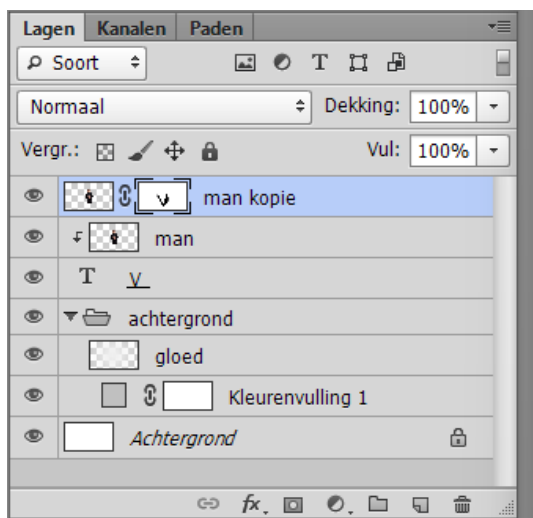 Lagen Kanalen Paden
Soort T
Normaal Dekking: 100%
Vergr.: Vul: 100%
man kopie
man
T V
achtergrond
gloed
Kleurenvulling 1
Achtergrond
fx.